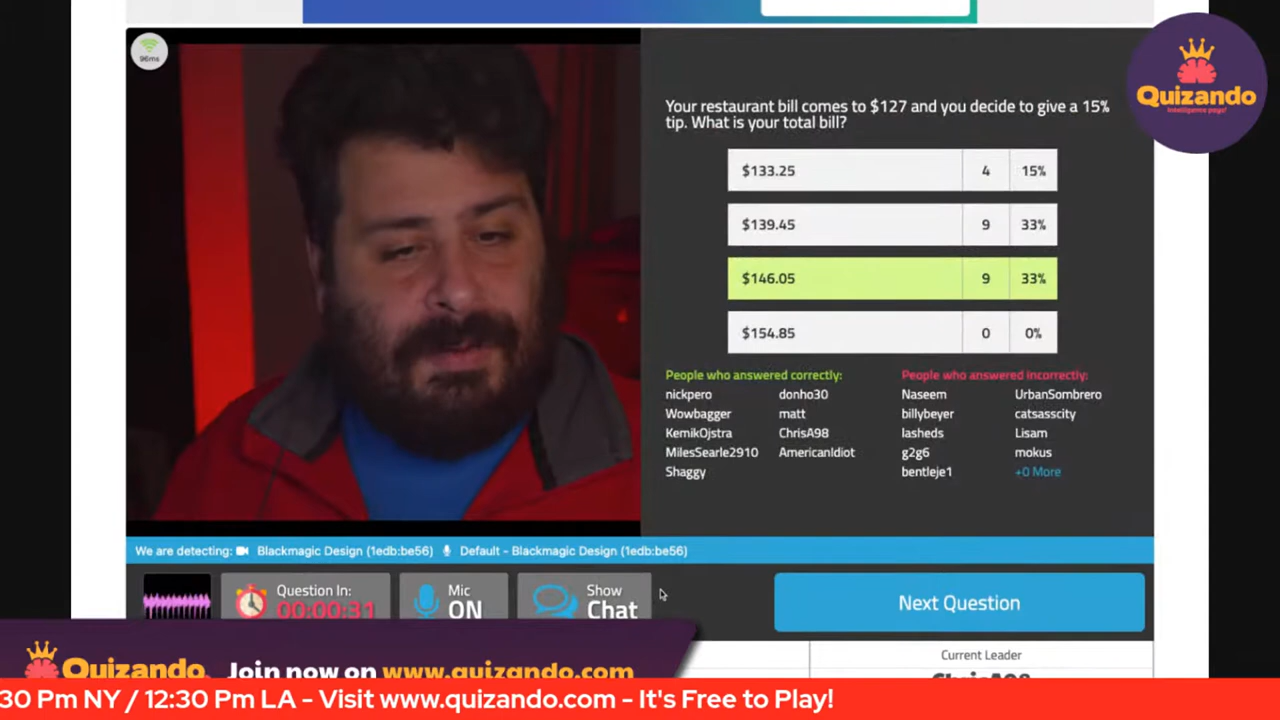 96ms
Quizando
Intelligence pays!
Your restaurant bill comes to $127 and you decide to give a 15%
tip. What is your total bill?
$133.25 4 15%
$139.45 9 33%
$146.05 9 33%
$154.85 0 0%
People who answered correctly:
nickpero donho30
Wowbagger matt
KemikOjstra ChrisA98
MilesSearle2910 AmericanIdiot
Shaggy
People who answered incorrectly:
Naseem UrbanSombrero
billybeyer catsasscity
lasheds Lisam
g2g6 mokus
bentleje1 +0 More
We are detecting: Blackmagic Design (1edb:be56) Default - Blackmagic Design (1edb:be56)
Question In:
00:00:31
Mic
ON
Show
Chat
Next Question
Current Leader
ChrisA98
Quizando Join now on www.quizando.com
30 Pm NY / 12:30 Pm LA - Visit www.quizando.com - It's Free to Play!